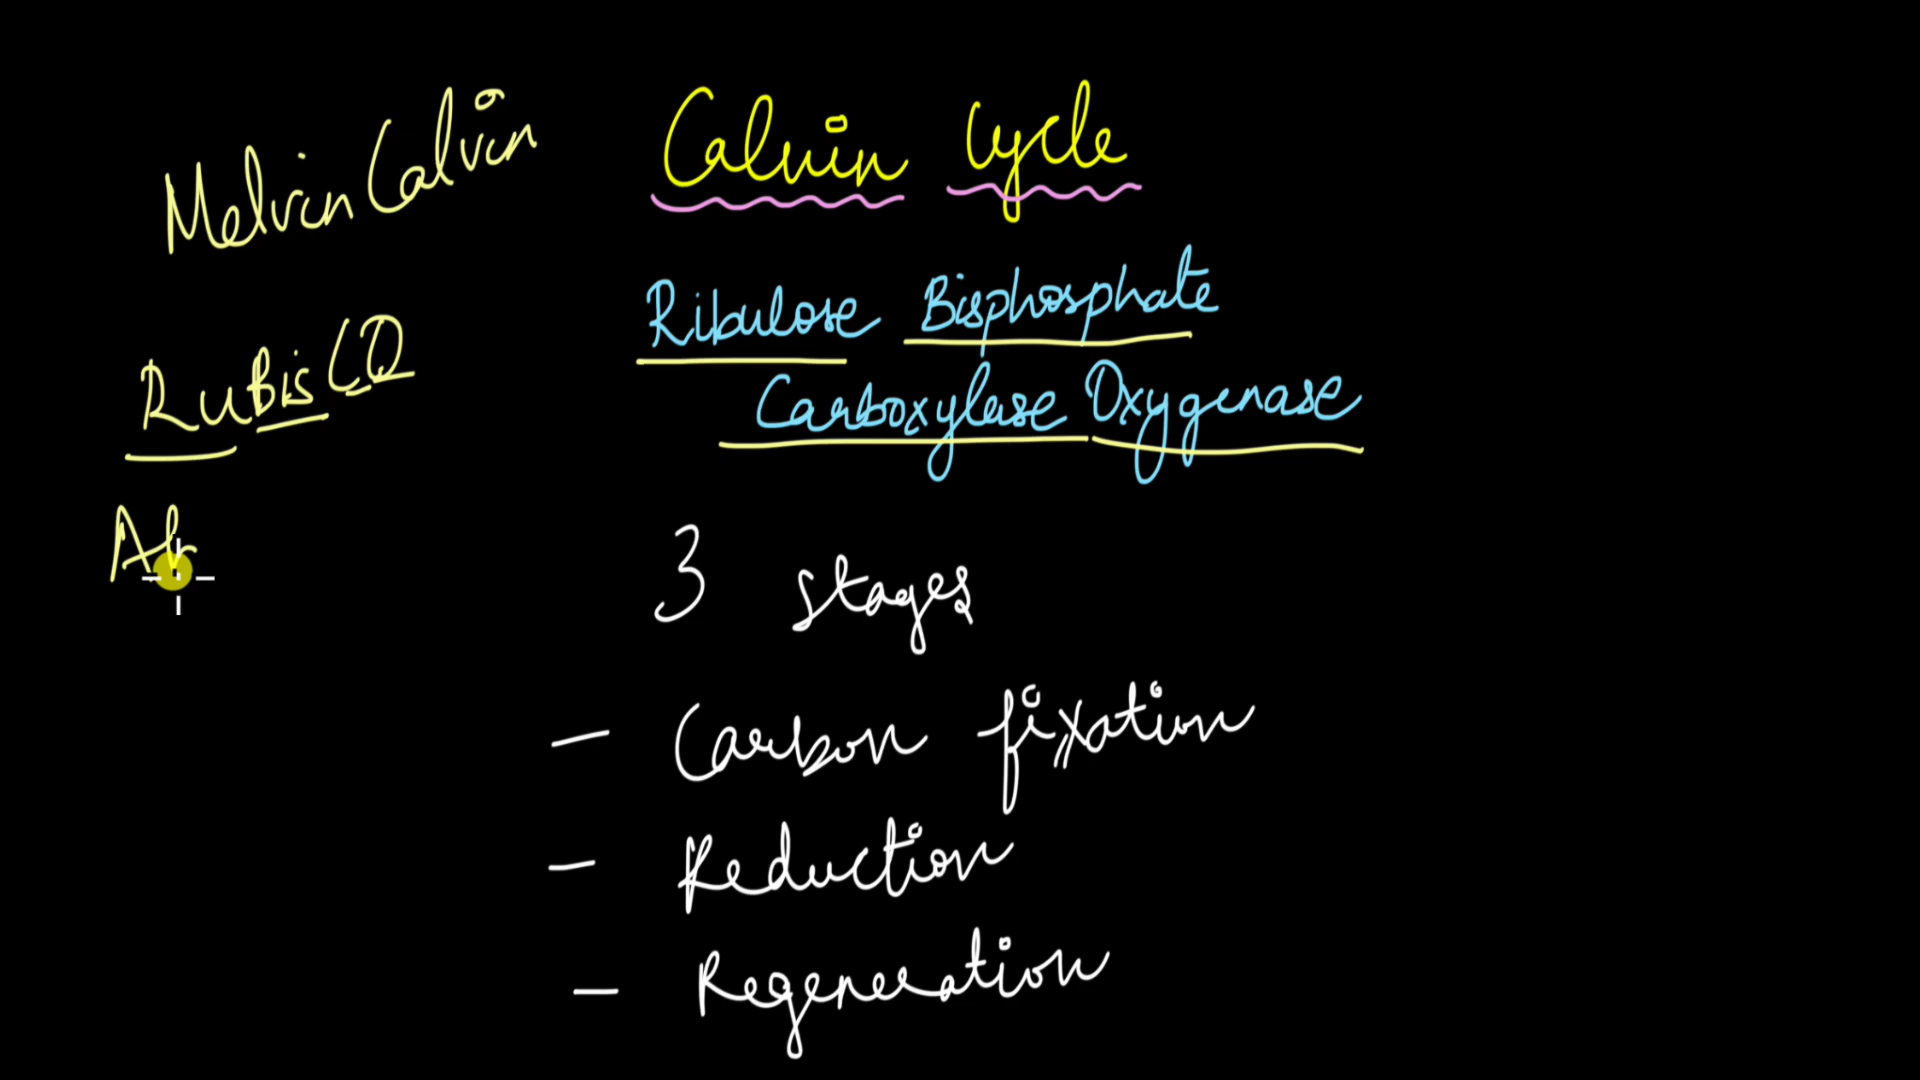 Melvin Calvin
Calvin Cycle
Ribulose Bisphosphate
RuBisCO
Carboxylase Oxygenase
3 stages
- Carbon fixation
- Reduction
- Regeneration